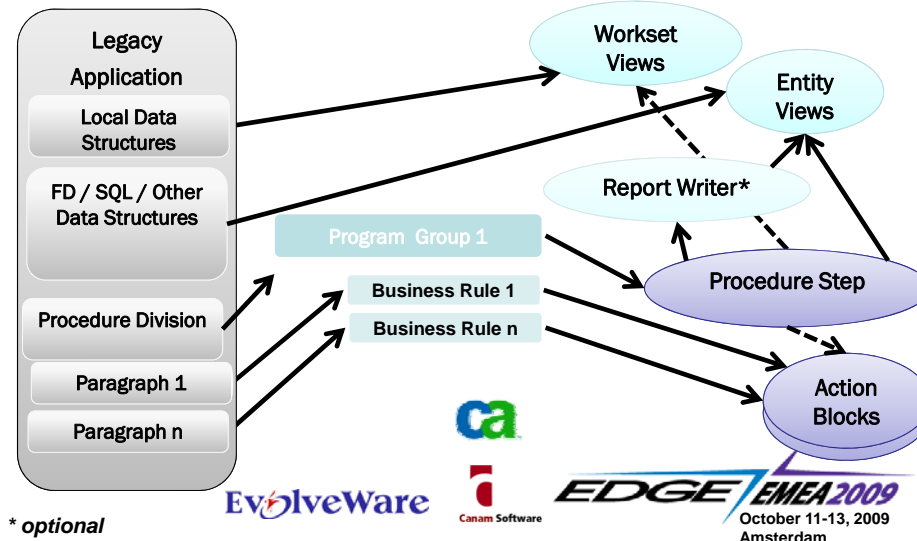 Legacy
Application
Local Data
Structures
FD / SQL / Other
Data Structures
Procedure Division
Paragraph 1
Paragraph n
Program Group 1
Business Rule 1
Business Rule n
Workset
Views
Entity
Views
Report Writer*
Procedure Step
Action
Blocks
ca
EvolveWare
Canam Software
EDGE EMEA2009
October 11-13, 2009
Amsterdam
* optional